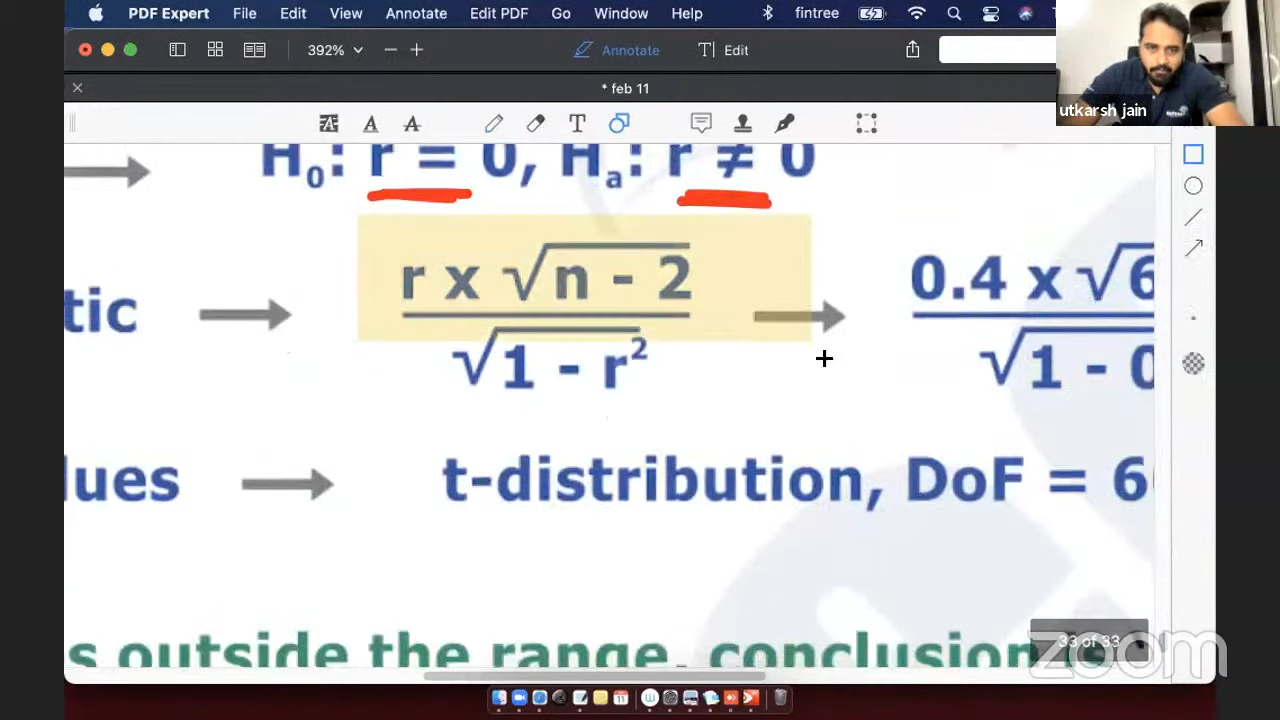 PDF Expert File Edit View Annotate Edit PDF Go Window Help fintree
utkarsh jain
392% Annotate T Edit
* feb 11
H₀: r = 0, Hₐ: r ≠ 0
tic → r x √n - 2 / √1 - r² → 0.4 x √6 / √1 - 0
lues → t-distribution, DoF = 6
s outside the range, conclusion
33 of 33
zoom